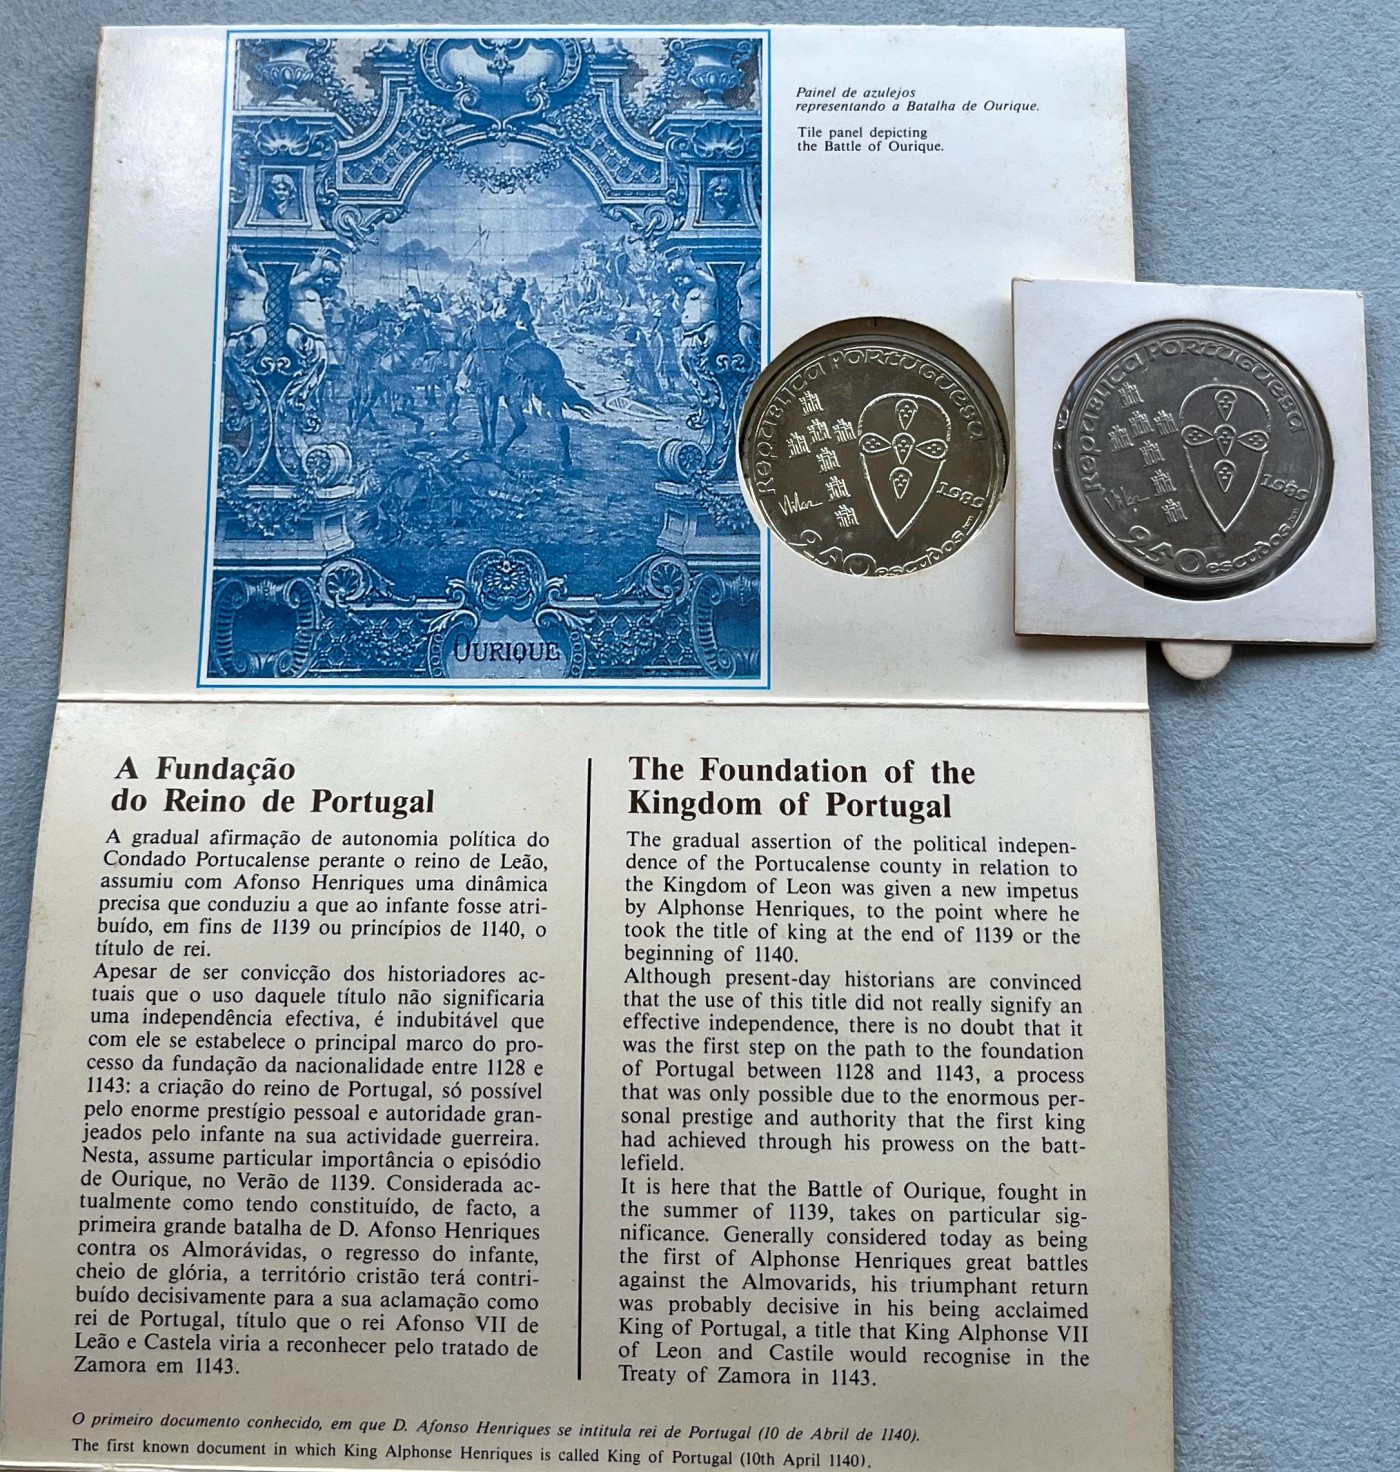 Painel de azulejos
representando a Batalha de Ourique.
Tile panel depicting
the Battle of Ourique.
OURIQUE
República PORTUGUESA
Vilar
1989
250 escudos
República PORTUGUESA
Vilar
1989
250 escudos
A Fundação
do Reino de Portugal
A gradual afirmação de autonomia política do
Condado Portucalense perante o reino de Leão,
assumiu com Afonso Henriques uma dinâmica
precisa que conduziu a que ao infante fosse atri-
buído, em fins de 1139 ou princípios de 1140, o
título de rei.
Apesar de ser convicção dos historiadores ac-
tuais que o uso daquele título não significaria
uma independência efectiva, é indubitável que
com ele se estabelece o principal marco do pro-
cesso da fundação da nacionalidade entre 1128 e
1143: a criação do reino de Portugal, só possível
pelo enorme prestígio pessoal e autoridade gran-
jeados pelo infante na sua actividade guerreira.
Nesta, assume particular importância o episódio
de Ourique, no Verão de 1139. Considerada ac-
tualmente como tendo constituído, de facto, a
primeira grande batalha de D. Afonso Henriques
contra os Almorávidas, o regresso do infante,
cheio de glória, a território cristão terá contri-
buído decisivamente para a sua aclamação como
rei de Portugal, título que o rei Afonso VII de
Leão e Castela viria a reconhecer pelo tratado de
Zamora em 1143.
The Foundation of the
Kingdom of Portugal
The gradual assertion of the political indepen-
dence of the Portucalense county in relation to
the Kingdom of Leon was given a new impetus
by Alphonse Henriques, to the point where he
took the title of king at the end of 1139 or the
beginning of 1140.
Although present-day historians are convinced
that the use of this title did not really signify an
effective independence, there is no doubt that it
was the first step on the path to the foundation
of Portugal between 1128 and 1143, a process
that was only possible due to the enormous per-
sonal prestige and authority that the first king
had achieved through his prowess on the batt-
lefield.
It is here that the Battle of Ourique, fought in
the summer of 1139, takes on particular sig-
nificance. Generally considered today as being
the first of Alphonse Henriques great battles
against the Almovarids, his triumphant return
was probably decisive in his being acclaimed
King of Portugal, a title that King Alphonse VII
of Leon and Castile would recognise in the
Treaty of Zamora in 1143.
O primeiro documento conhecido, em que D. Afonso Henriques se intitula rei de Portugal (10 de Abril de 1140).
The first known document in which King Alphonse Henriques is called King of Portugal (10th April 1140).